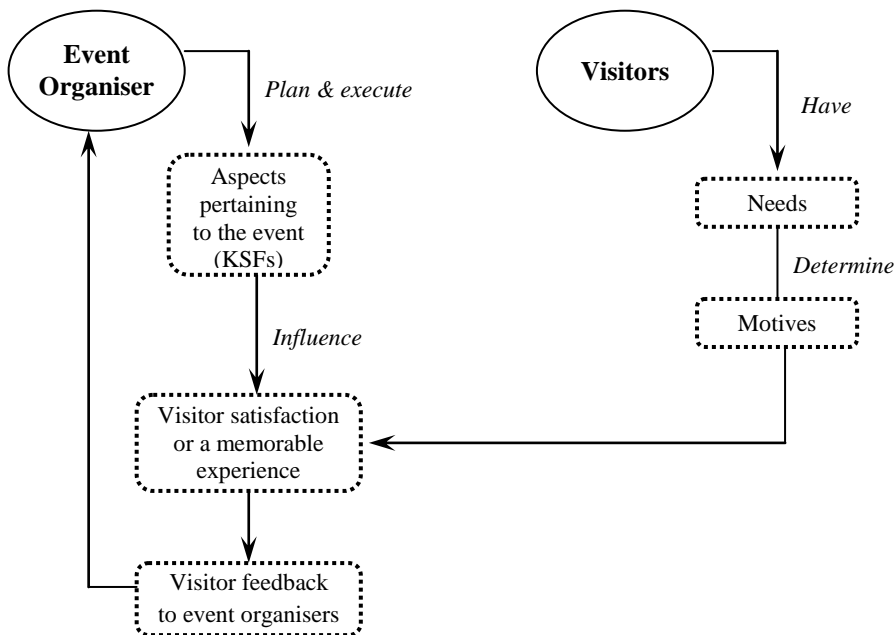 Event
Organiser
Plan & execute
Aspects
pertaining
to the event
(KSFs)
Influence
Visitor satisfaction
or a memorable
experience
Visitor feedback
to event organisers
Visitors
Have
Needs
Determine
Motives